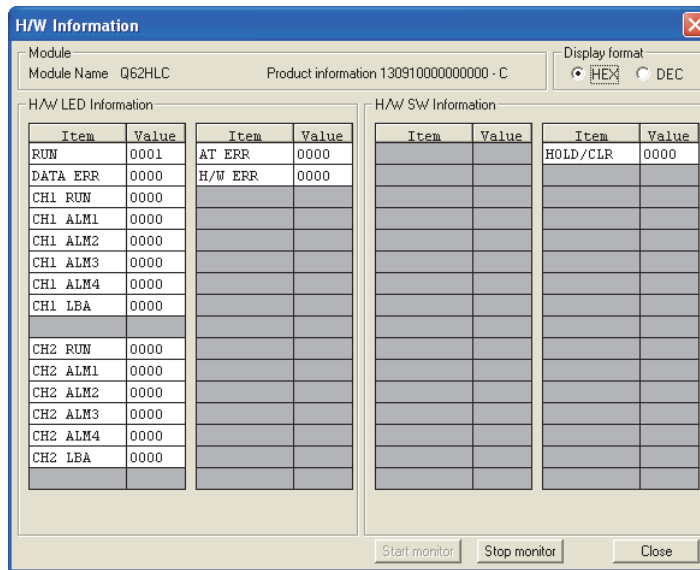 H/W Information
Module
Module Name Q62HLC Product information 130910000000000 - C
Display format
HEX DEC
H/W LED Information
Item Value Item Value
RUN 0001 AT ERR 0000
DATA ERR 0000 H/W ERR 0000
CH1 RUN 0000
CH1 ALM1 0000
CH1 ALM2 0000
CH1 ALM3 0000
CH1 ALM4 0000
CH1 LBA 0000
CH2 RUN 0000
CH2 ALM1 0000
CH2 ALM2 0000
CH2 ALM3 0000
CH2 ALM4 0000
CH2 LBA 0000
H/W SW Information
Item Value Item Value
HOLD/CLR 0000
Start monitor Stop monitor Close